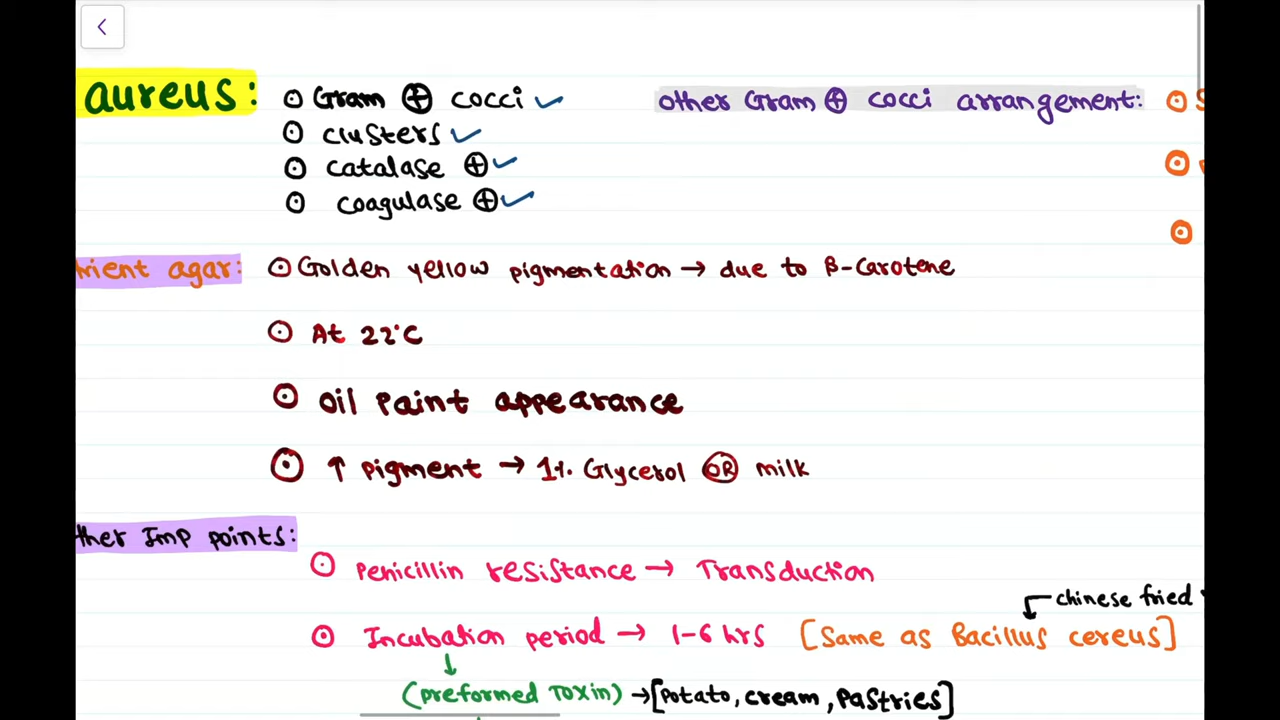 aureus: ⊙ Gram ⊕ cocci ✓ other Gram ⊕ cocci arrangement: ⊙ S
⊙ clusters ✓
⊙ catalase ⊕ ✓ ⊙
⊙ coagulase ⊕ ✓
⊙
rient agar: ⊙ Golden yellow pigmentation → due to β-carotene
⊙ At 22°C
⊙ oil paint appearance
⊙ ↑ pigment → 1% Glycerol OR milk
ther Imp points:
⊙ Penicillin resistance → Transduction
chinese fried
⊙ Incubation period → 1-6 hrs [Same as Bacillus cereus]
↓
(preformed Toxin) → [potato, cream, pastries]